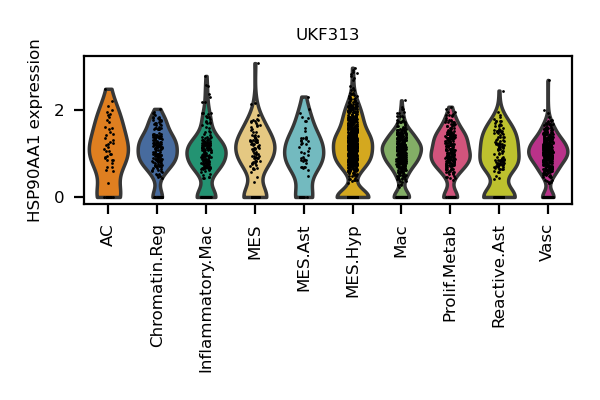 UKF313
HSP90AA1 expression
2
0
AC
Chromatin.Reg
Inflammatory.Mac
MES
MES.Ast
MES.Hyp
Mac
Prolif.Metab
Reactive.Ast
Vasc